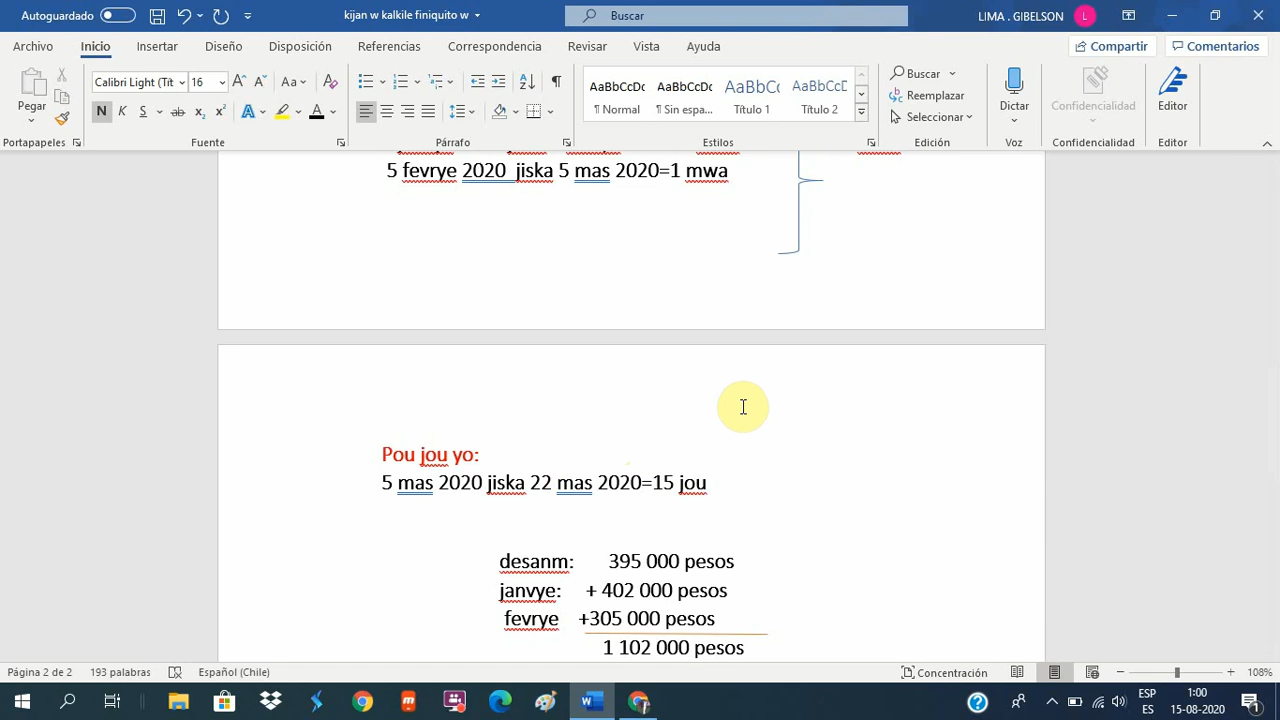 Autoguardado
kijan w kalkile finiquito w
Buscar
LIMA . GIBELSON
L
Archivo
Inicio
Insertar
Diseño
Disposición
Referencias
Correspondencia
Revisar
Vista
Ayuda
Compartir
Comentarios
Pegar
Calibri Light (Tít
16
Aa
N K S ab x₂ x²
AaBbCcDc
¶ Normal
AaBbCcDc
¶ Sin espa...
AaBbCc
Título 1
AaBbCcD
Título 2
Buscar
Reemplazar
Seleccionar
Dictar
Confidencialidad
Editor
Portapapeles
Fuente
Párrafo
Estilos
Edición
Voz
Confidencialidad
Editor
5 fevrye 2020 jiska 5 mas 2020=1 mwa
Pou jou yo:
5 mas 2020 jiska 22 mas 2020=15 jou
desanm: 395 000 pesos
janvye: + 402 000 pesos
fevrye +305 000 pesos
1 102 000 pesos
Página 2 de 2
193 palabras
Español (Chile)
Concentración
108%
ESP
ES
1:00
15-08-2020